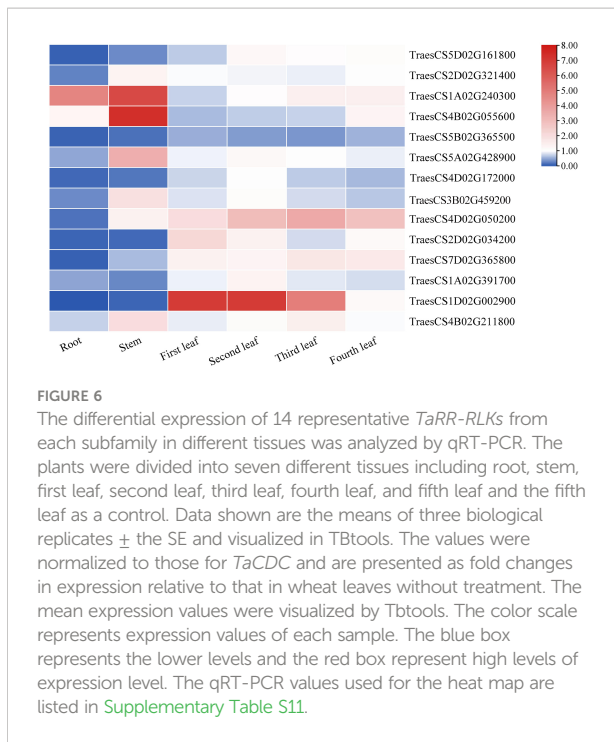 TraesCS5D02G161800
TraesCS2D02G321400
TraesCS1A02G240300
TraesCS4B02G055600
TraesCS5B02G365500
TraesCS5A02G428900
TraesCS4D02G172000
TraesCS3B02G459200
TraesCS4D02G050200
TraesCS2D02G034200
TraesCS7D02G365800
TraesCS1A02G391700
TraesCS1D02G002900
TraesCS4B02G211800
8.00
7.00
6.00
5.00
4.00
3.00
2.00
1.00
0.00
Root
Stem
First leaf
Second leaf
Third leaf
Fourth leaf
FIGURE 6
The differential expression of 14 representative TaRR-RLKs from
each subfamily in different tissues was analyzed by qRT-PCR. The
plants were divided into seven different tissues including root, stem,
first leaf, second leaf, third leaf, fourth leaf, and fifth leaf and the fifth
leaf as a control. Data shown are the means of three biological
replicates ± the SE and visualized in TBtools. The values were
normalized to those for TaCDC and are presented as fold changes
in expression relative to that in wheat leaves without treatment. The
mean expression values were visualized by Tbtools. The color scale
represents expression values of each sample. The blue box
represents the lower levels and the red box represent high levels of
expression level. The qRT-PCR values used for the heat map are
listed in Supplementary Table S11.